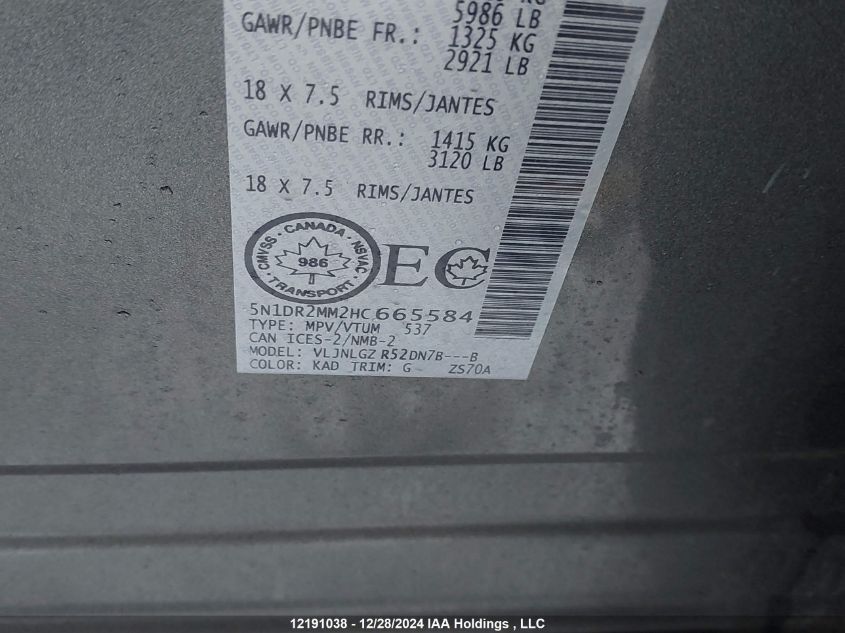 5986 LB
GAWR/PNBE FR.: 1325 KG
2921 LB
18 X 7.5 RIMS/JANTES
GAWR/PNBE RR.: 1415 KG
3120 LB
18 X 7.5 RIMS/JANTES
CMVSS · CANADA · NSVAC
986
TRANSPORT
EC
5N1DR2MM2HC665584
TYPE: MPV/VTUM 537
CAN ICES-2/NMB-2
MODEL: VLJNLGZ R52DN7B---B
COLOR: KAD TRIM: G ZS70A
12191038 - 12/28/2024 IAA Holdings , LLC